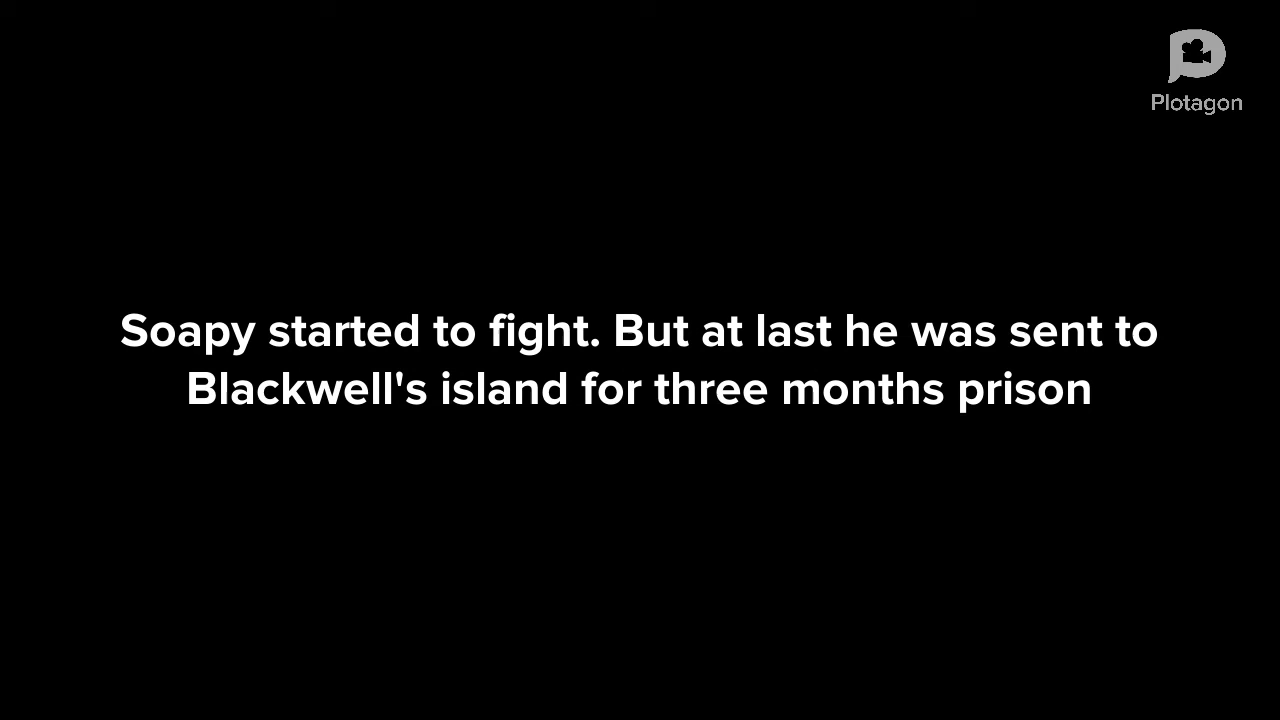 Plotagon
Soapy started to fight. But at last he was sent to
Blackwell's island for three months prison